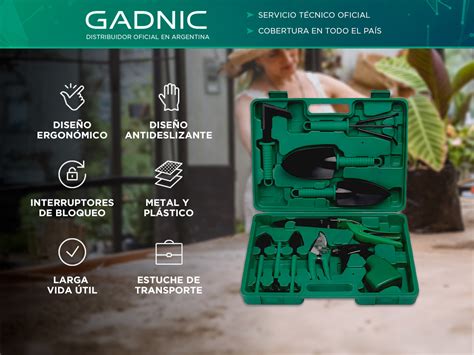 GADNIC
DISTRIBUIDOR OFICIAL EN ARGENTINA
> SERVICIO TÉCNICO OFICIAL
> COBERTURA EN TODO EL PAÍS
DISEÑO
ERGONÓMICO
DISEÑO
ANTIDESLIZANTE
INTERRUPTORES
DE BLOQUEO
METAL Y
PLÁSTICO
LARGA
VIDA ÚTIL
ESTUCHE DE
TRANSPORTE